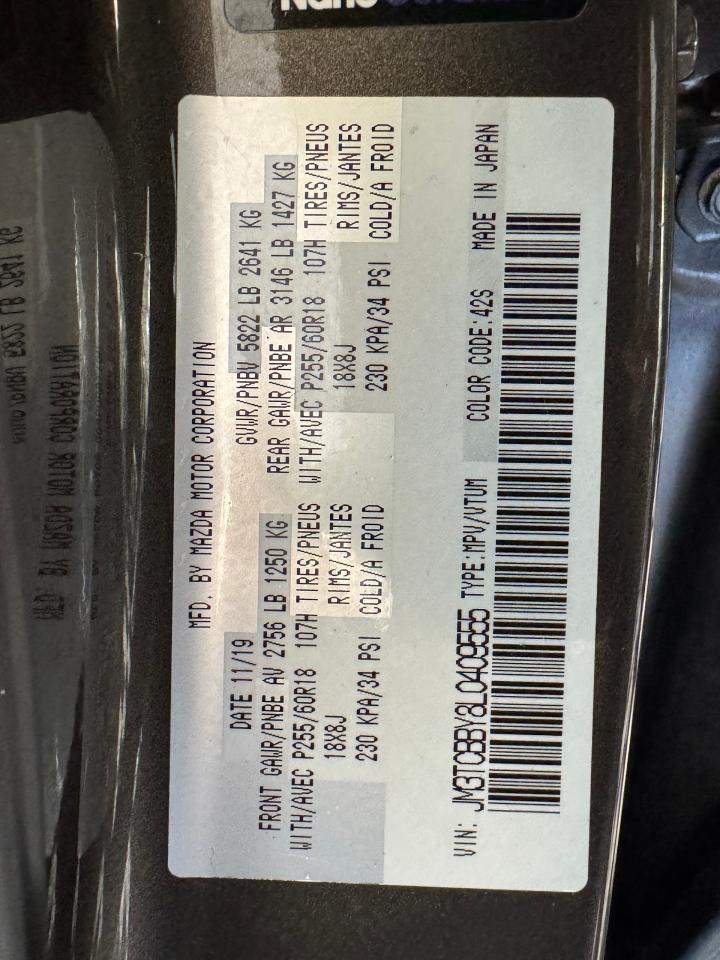 Nano
MFD. BY MAZDA MOTOR CORPORATION
DATE 11/19 GVWR/PNBV 5822 LB 2641 KG
FRONT GAWR/PNBE AV 2756 LB 1250 KG REAR GAWR/PNBE AR 3146 LB 1427 KG
WITH/AVEC P255/60R18 107H TIRES/PNEUS WITH/AVEC P255/60R18 107H TIRES/PNEUS
18X8J RIMS/JANTES 18X8J RIMS/JANTES
230 KPA/34 PSI COLD/A FROID 230 KPA/34 PSI COLD/A FROID
VIN: JM3TCBBY8L0409555 TYPE:MPV/VTUM COLOR CODE:42S MADE IN JAPAN